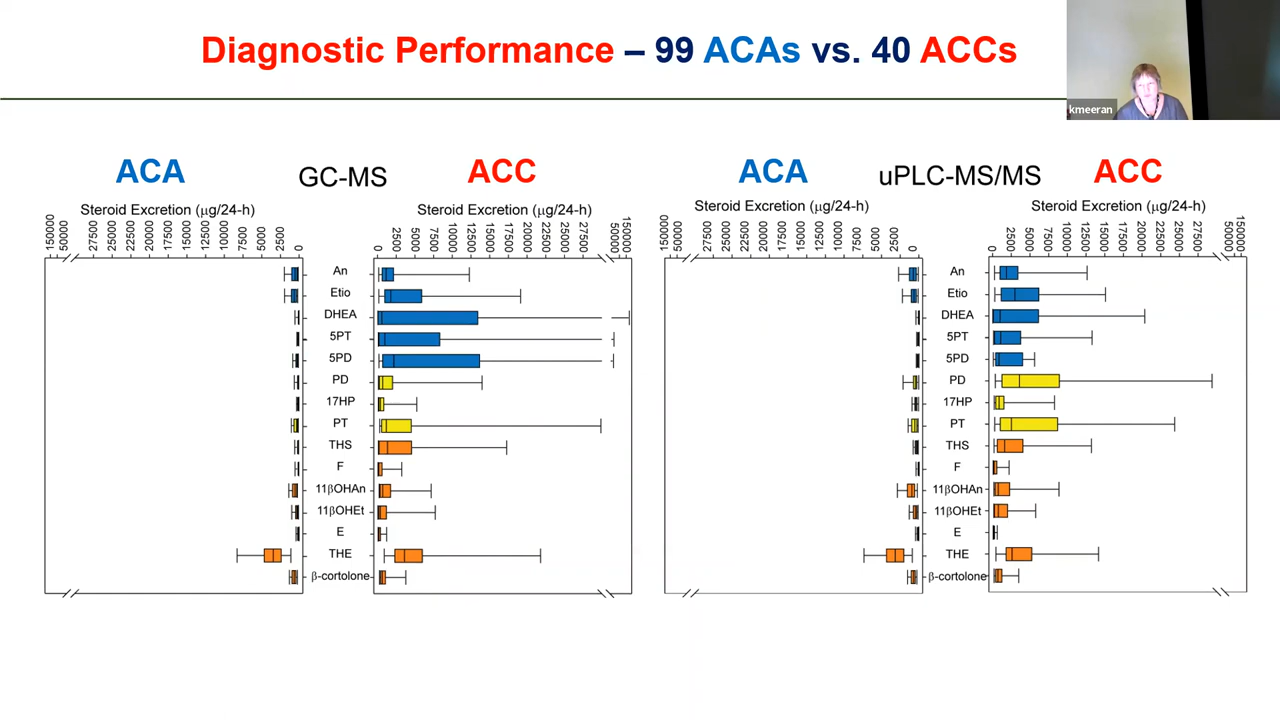 Diagnostic Performance – 99 ACAs vs. 40 ACCs
kmeeran
ACA
GC-MS
ACC
Steroid Excretion (μg/24-h)
Steroid Excretion (μg/24-h)
150000 50000 27500 25000 22500 20000 17500 15000 12500 10000 7500 5000 2500 0
0 2500 5000 7500 10000 12500 15000 17500 20000 22500 25000 27500 500000 150000
An
Etio
DHEA
5PT
5PD
PD
17HP
PT
THS
F
11βOHAn
11βOHEt
E
THE
β-cortolone
ACA
uPLC-MS/MS
ACC
Steroid Excretion (μg/24-h)
Steroid Excretion (μg/24-h)
150000 50000 27500 25000 22500 20000 17500 15000 12500 10000 7500 5000 2500 0
0 2500 5000 7500 10000 12500 15000 17500 20000 22500 25000 27500 500000 150000
An
Etio
DHEA
5PT
5PD
PD
17HP
PT
THS
F
11βOHAn
11βOHEt
E
THE
β-cortolone